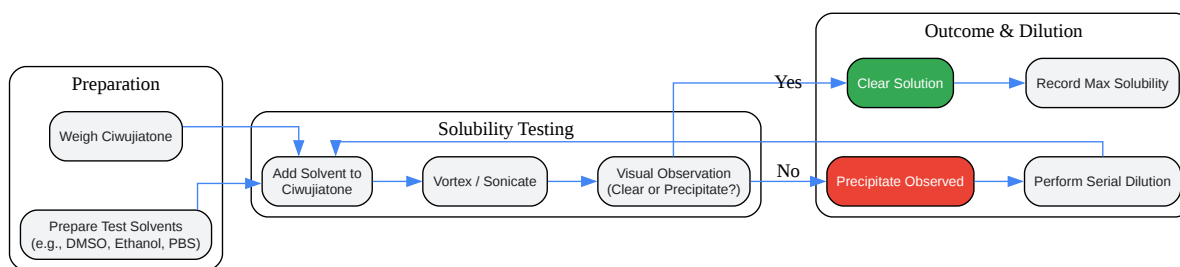 Preparation
Weigh Ciwujiatone
Prepare Test Solvents
(e.g., DMSO, Ethanol, PBS)
Solubility Testing
Add Solvent to
Ciwujiatone
Vortex / Sonicate
Visual Observation
(Clear or Precipitate?)
Yes
No
Outcome & Dilution
Clear Solution
Record Max Solubility
Precipitate Observed
Perform Serial Dilution